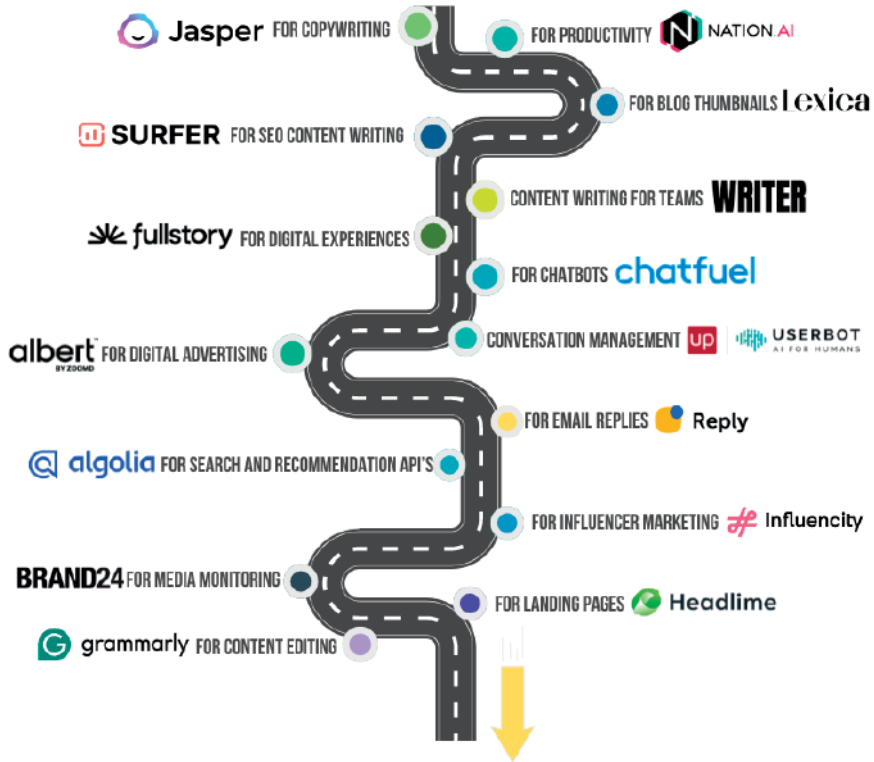 Jasper FOR COPYWRITING
FOR PRODUCTIVITY N NATION.AI
FOR BLOG THUMBNAILS Lexica
SURFER FOR SEO CONTENT WRITING
CONTENT WRITING FOR TEAMS WRITER
fullstory FOR DIGITAL EXPERIENCES
FOR CHATBOTS chatfuel
CONVERSATION MANAGEMENT up USERBOT
AI FOR HUMANS
albert™ FOR DIGITAL ADVERTISING
BY ZOOMD
FOR EMAIL REPLIES Reply
algolia FOR SEARCH AND RECOMMENDATION API'S
FOR INFLUENCER MARKETING Influencity
BRAND24 FOR MEDIA MONITORING
FOR LANDING PAGES Headlime
G grammarly FOR CONTENT EDITING